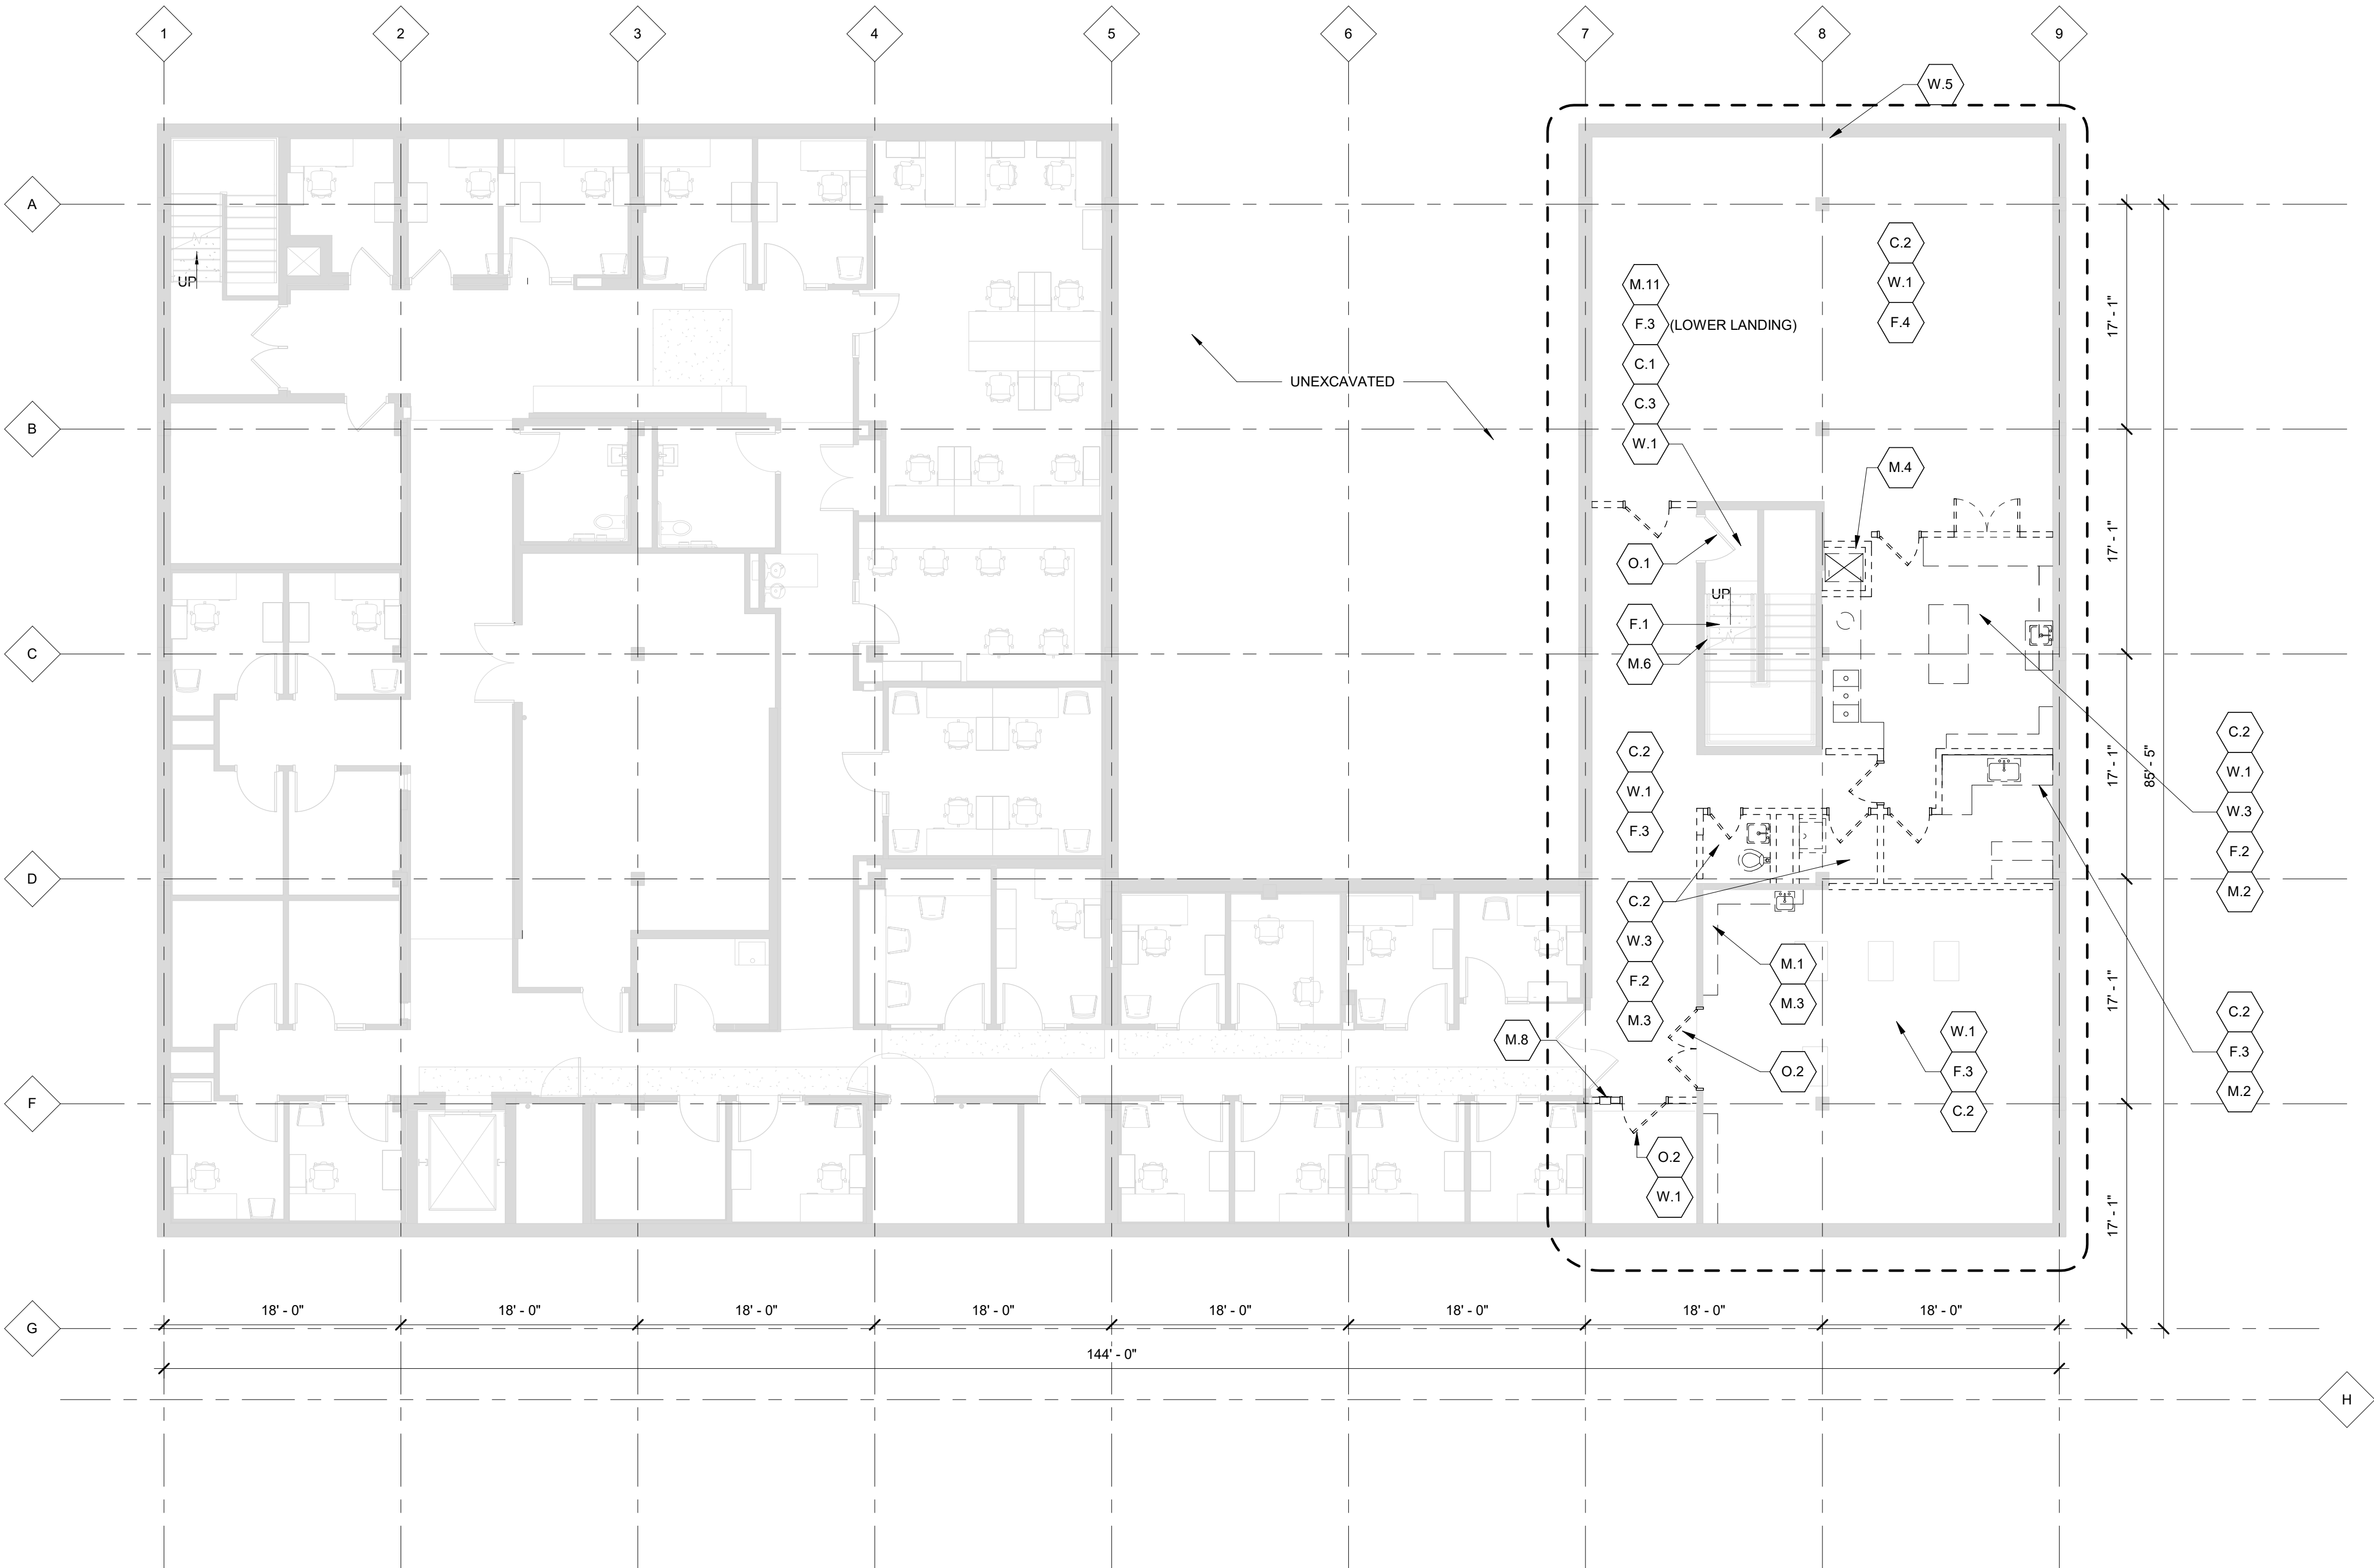 1
2
3
4
5
6
7
8
9
W.5
A
C.2
W.1
F.4
UP
M.11
F.3 (LOWER LANDING)
C.1
C.3
W.1
17' - 1"
UNEXCAVATED
B
M.4
O.1
17' - 1"
UP
F.1
M.6
C
C.2
W.1
F.3
C.2
W.1
W.3
F.2
M.2
17' - 1"
85' - 5"
D
C.2
W.3
F.2
M.3
M.1
M.3
17' - 1"
M.8
O.2
W.1
F.3
C.2
C.2
F.3
M.2
F
O.2
W.1
17' - 1"
18' - 0"
18' - 0"
18' - 0"
18' - 0"
18' - 0"
18' - 0"
18' - 0"
18' - 0"
G
144' - 0"
H